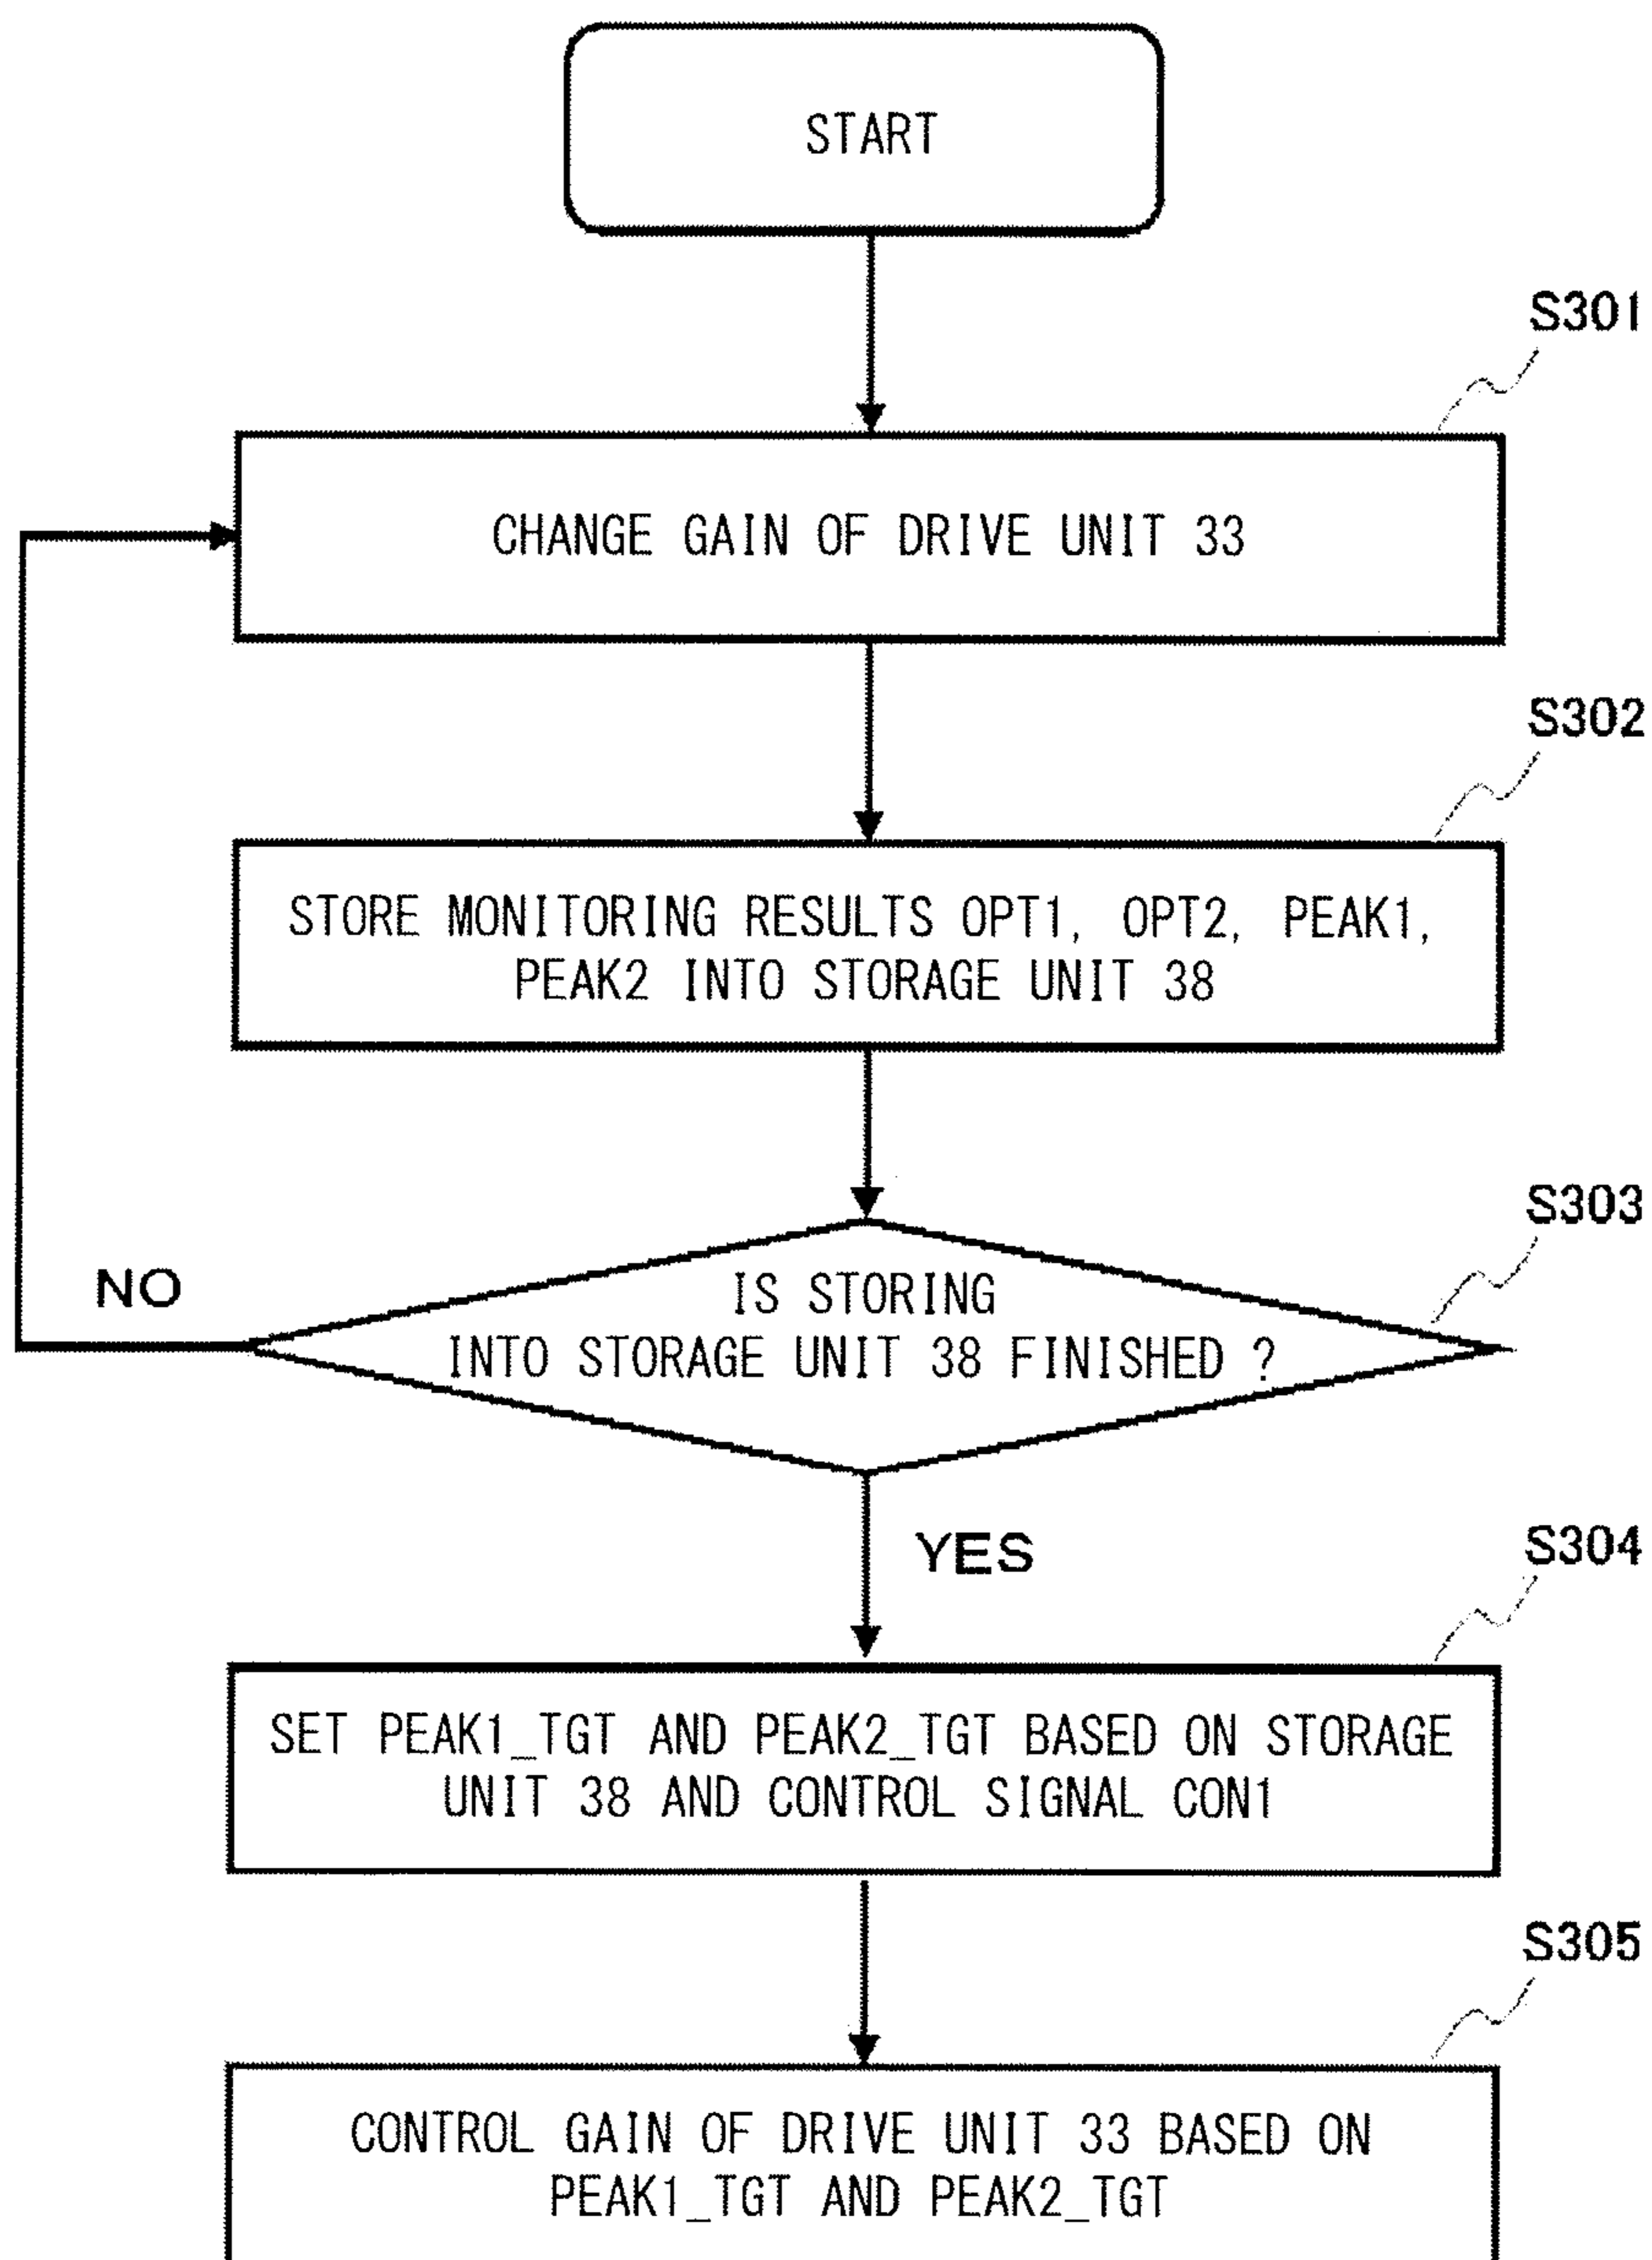 START
S301
CHANGE GAIN OF DRIVE UNIT 33
S302
STORE MONITORING RESULTS OPT1, OPT2, PEAK1,
PEAK2 INTO STORAGE UNIT 38
S303
NO
IS STORING
INTO STORAGE UNIT 38 FINISHED ?
YES
S304
SET PEAK1_TGT AND PEAK2_TGT BASED ON STORAGE
UNIT 38 AND CONTROL SIGNAL CON1
S305
CONTROL GAIN OF DRIVE UNIT 33 BASED ON
PEAK1_TGT AND PEAK2_TGT